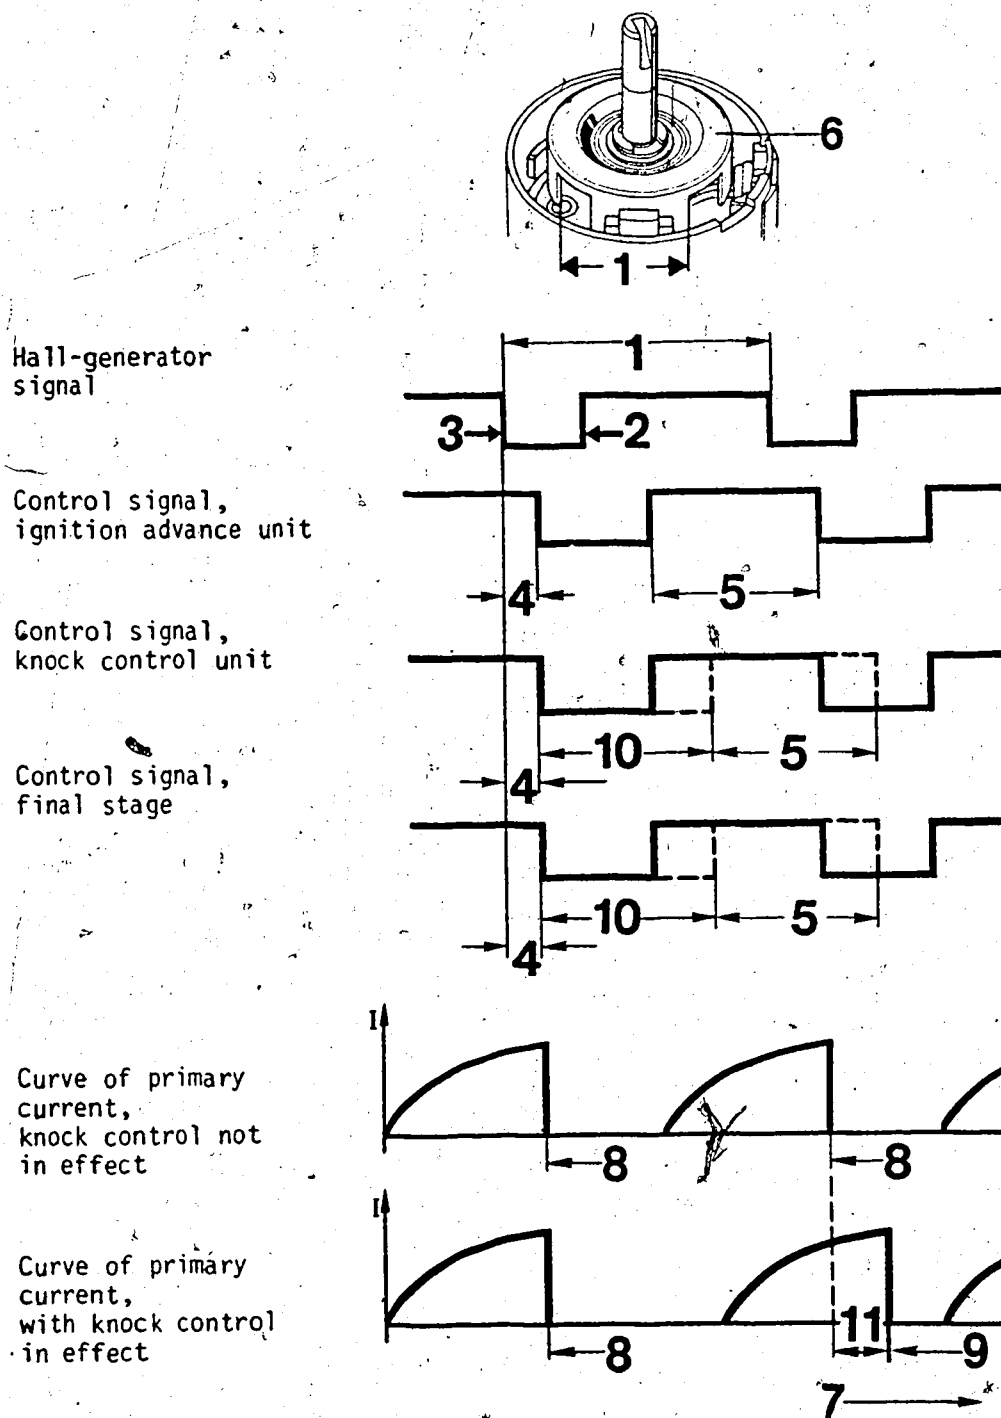 6
1
Hall-generator
signal
1
3
2
Control signal,
ignition advance unit
4
5
Control signal,
knock control unit
10
5
4
Control signal,
final stage
10
5
4
I
Curve of primary
current,
knock control not
in effect
8
8
I
Curve of primary
current,
with knock control
in effect
11
8
9
7